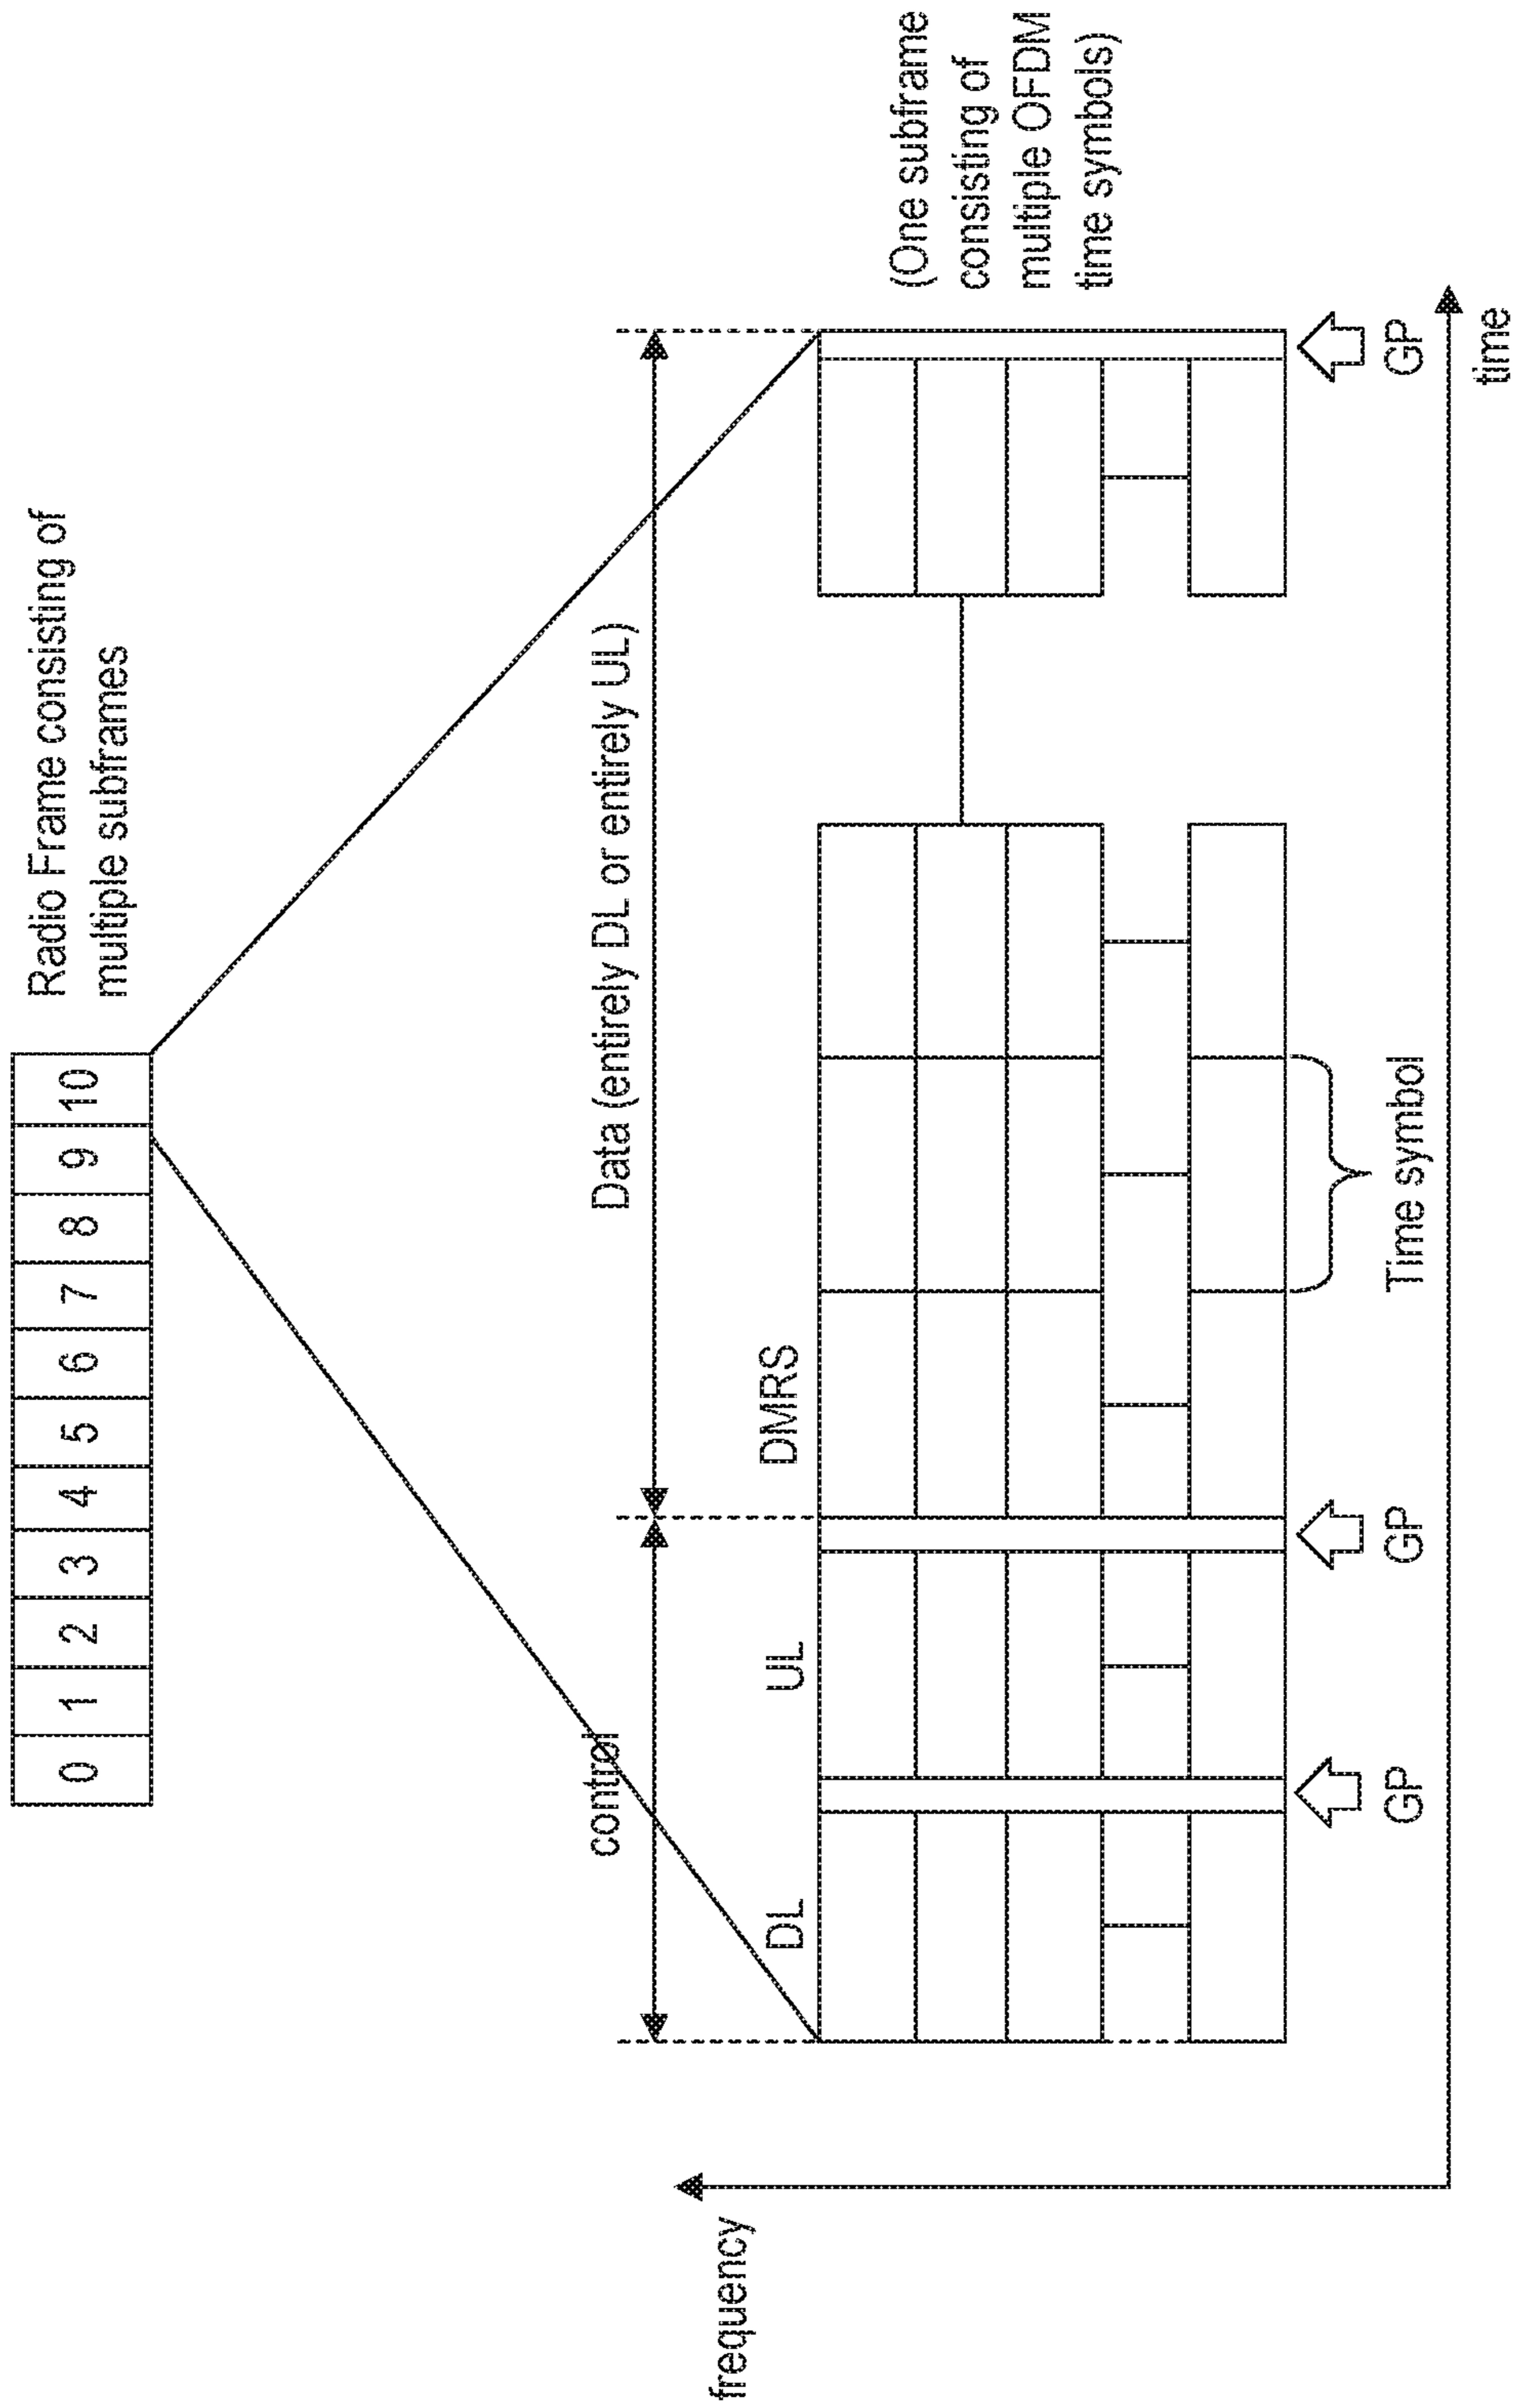 Radio Frame consisting of
multiple subframes
0 1 2 3 4 5 6 7 8 9 10
control
Data (entirely DL or entirely UL)
DL
UL
DMRS
(One subframe
consisting of
multiple OFDM
time symbols)
frequency
GP
GP
Time symbol
GP
time